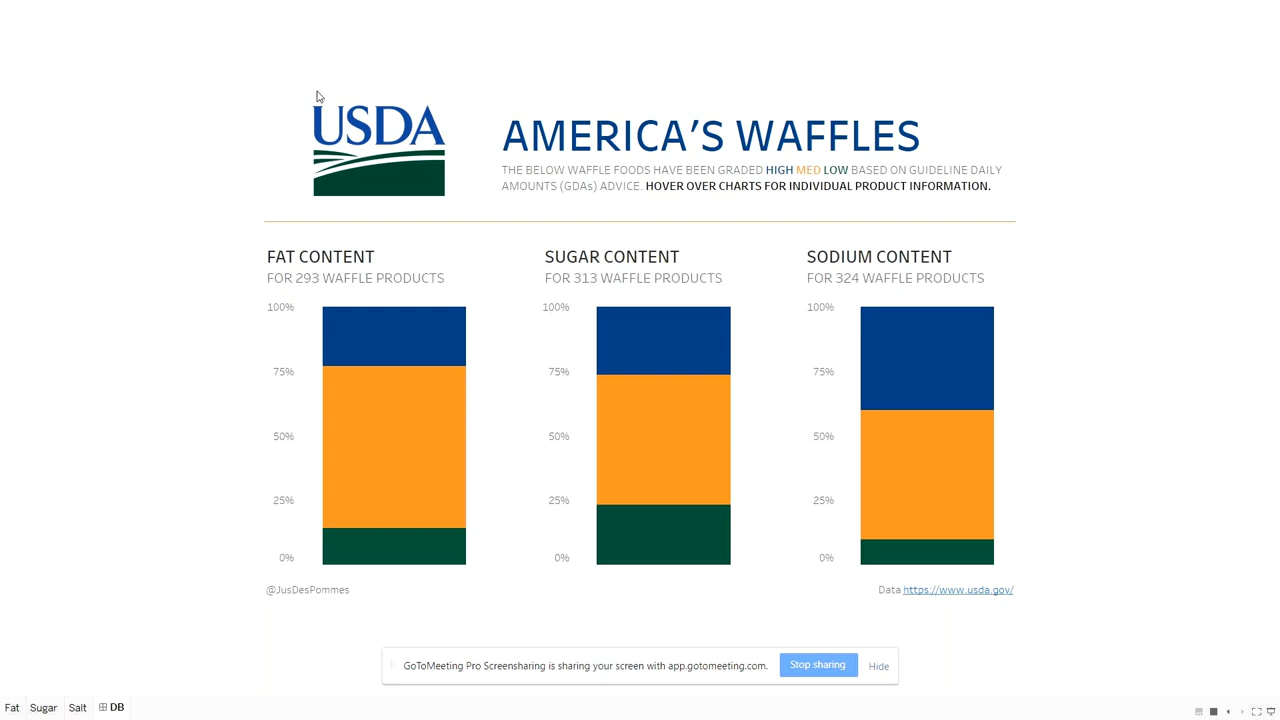 USDA
AMERICA'S WAFFLES
THE BELOW WAFFLE FOODS HAVE BEEN GRADED HIGH MED LOW BASED ON GUIDELINE DAILY
AMOUNTS (GDAs) ADVICE. HOVER OVER CHARTS FOR INDIVIDUAL PRODUCT INFORMATION.
FAT CONTENT
FOR 293 WAFFLE PRODUCTS
100%
75%
50%
25%
0%
SUGAR CONTENT
FOR 313 WAFFLE PRODUCTS
100%
75%
50%
25%
0%
SODIUM CONTENT
FOR 324 WAFFLE PRODUCTS
100%
75%
50%
25%
0%
@JusDesPommes
Data https://www.usda.gov/
GoToMeeting Pro Screensharing is sharing your screen with app.gotomeeting.com. Stop sharing Hide
Fat Sugar Salt DB